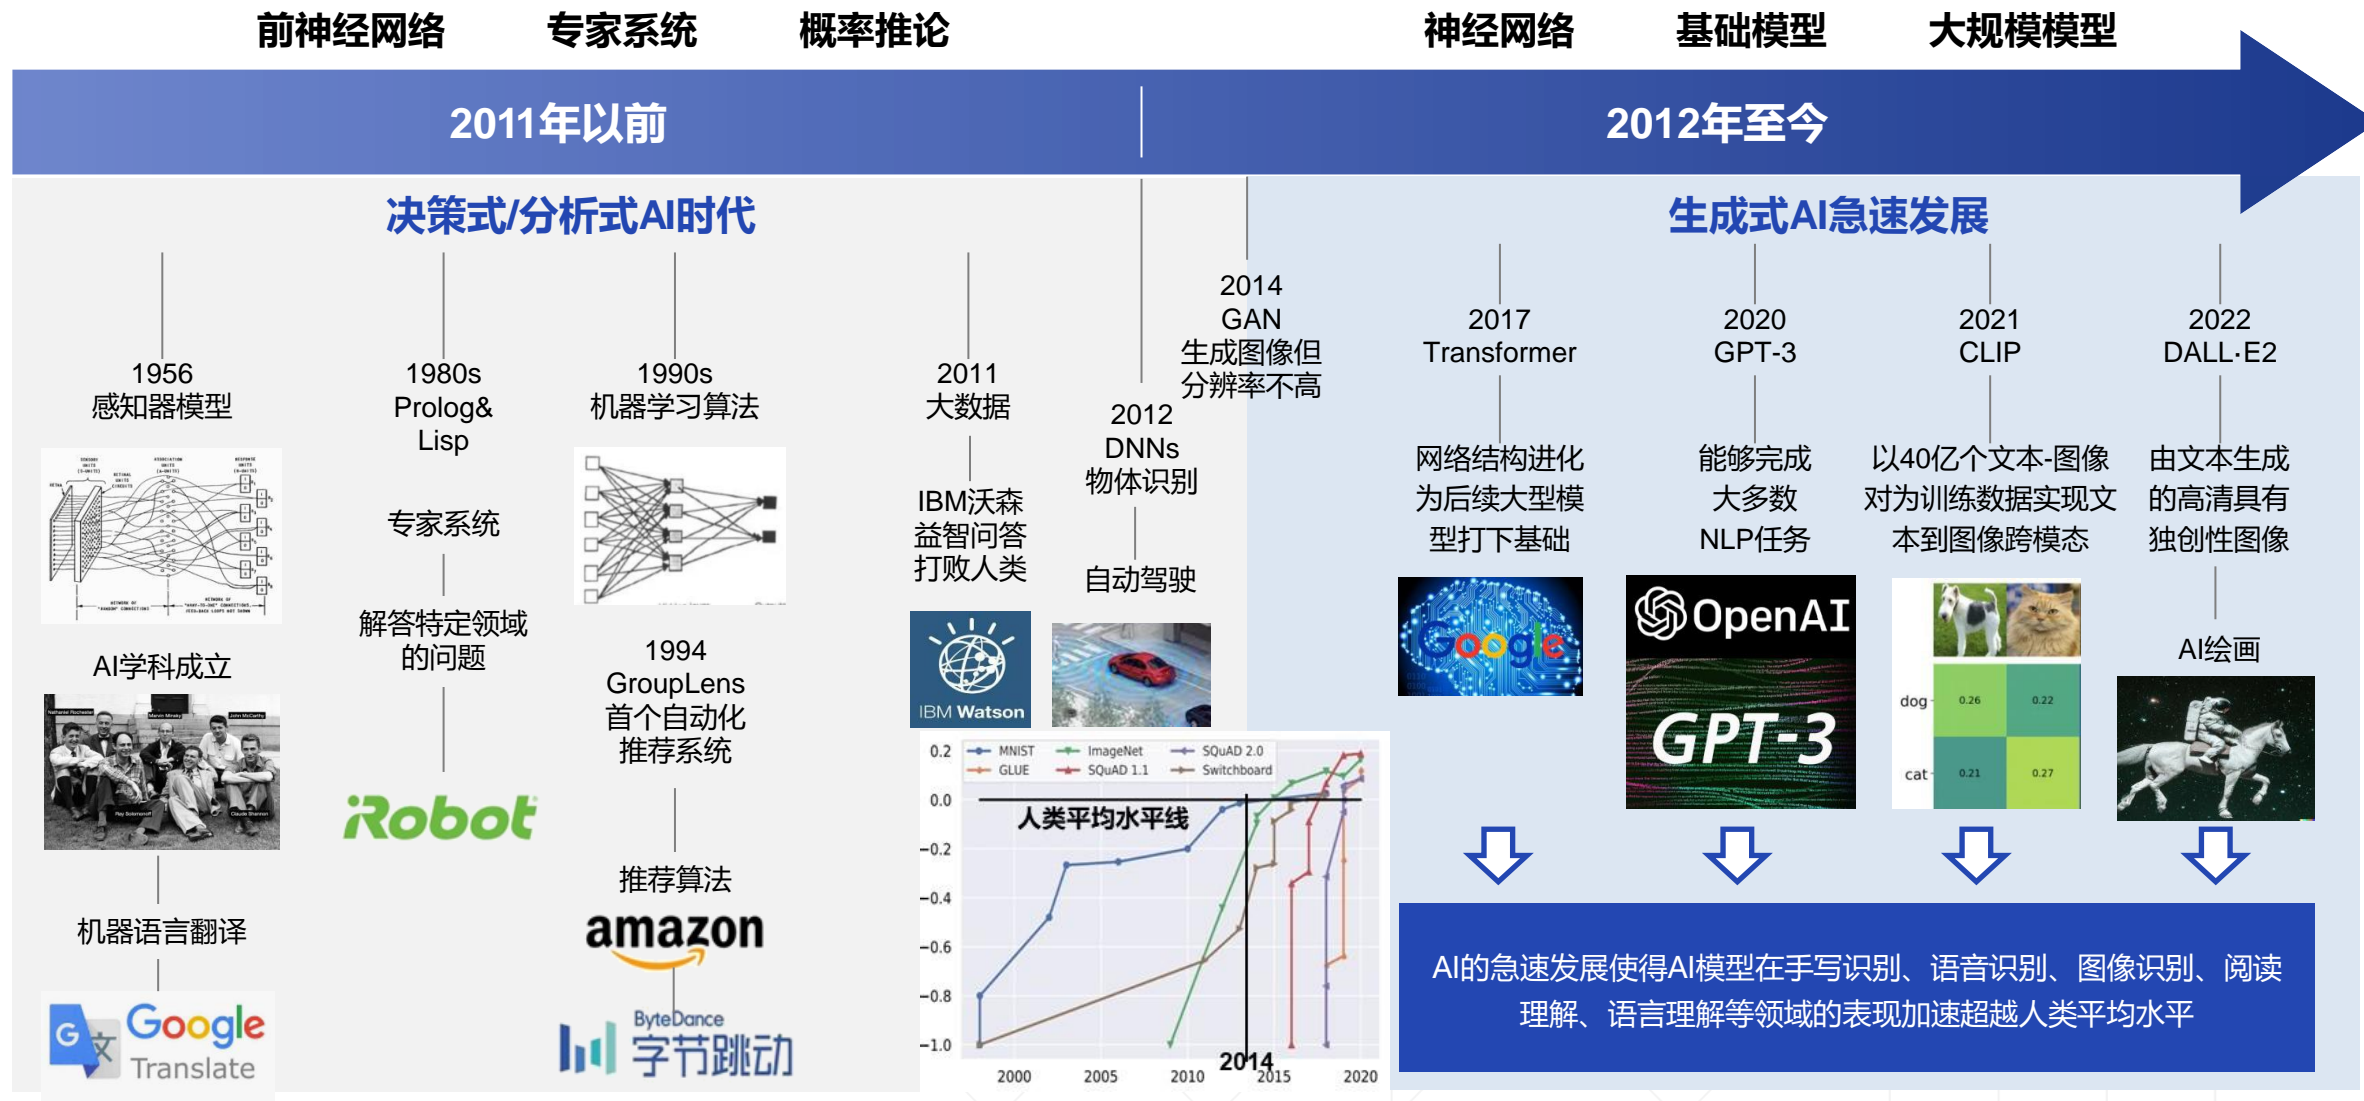 前神经网络 专家系统 概率推论 神经网络 基础模型 大规模模型
2011年以前 2012年至今
决策式/分析式AI时代
生成式AI急速发展
1956
感知器模型
AI学科成立
Nathaniel Rochester
Marvin Minsky
John McCarthy
Ray Solomonoff
Claude Shannon
机器语言翻译
G 文
Google
Translate
1980s
Prolog&
Lisp
专家系统
解答特定领域
的问题
iRobot
1990s
机器学习算法
1994
GroupLens
首个自动化
推荐系统
推荐算法
amazon
ByteDance
字节跳动
2011
大数据
IBM沃森
益智问答
打败人类
IBM Watson
2012
DNNs
物体识别
自动驾驶
2014
GAN
生成图像但
分辨率不高
MNIST
GLUE
ImageNet
SQuAD 1.1
SQuAD 2.0
Switchboard
人类平均水平线
0.2
0.0
−0.2
−0.4
−0.6
−0.8
−1.0
2014
2000 2005 2010 2015 2020
2017
Transformer
网络结构进化
为后续大型模
型打下基础
Google
2020
GPT-3
能够完成
大多数
NLP任务
OpenAI
GPT-3
2021
CLIP
以40亿个文本-图像
对为训练数据实现文
本到图像跨模态
dog 0.26 0.22
cat 0.21 0.27
2022
DALL·E2
由文本生成
的高清具有
独创性图像
AI绘画
AI的急速发展使得AI模型在手写识别、语音识别、图像识别、阅读
理解、语言理解等领域的表现加速超越人类平均水平